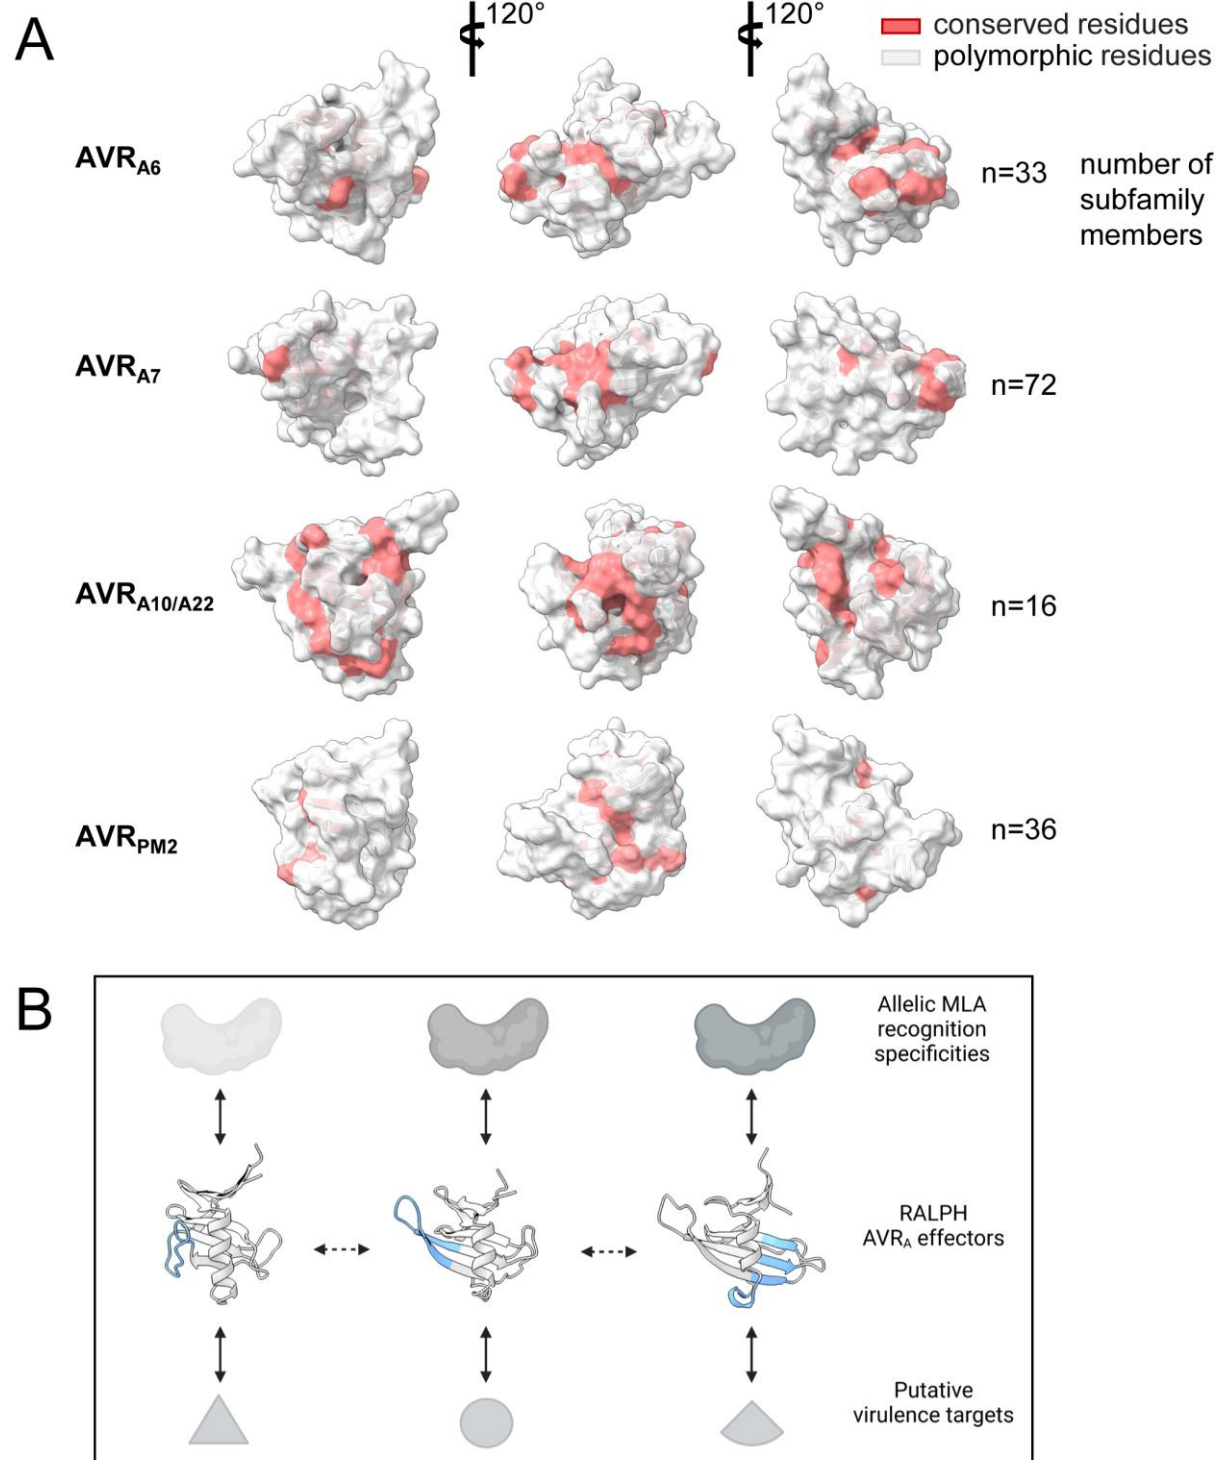 A
120°
120°
conserved residues
polymorphic residues
AVRA6
n=33
number of
subfamily
members
AVRA7
n=72
AVRA10/A22
n=16
AVRPM2
n=36
B
Allelic MLA
recognition
specificities
RALPH
AVRA effectors
Putative
virulence targets